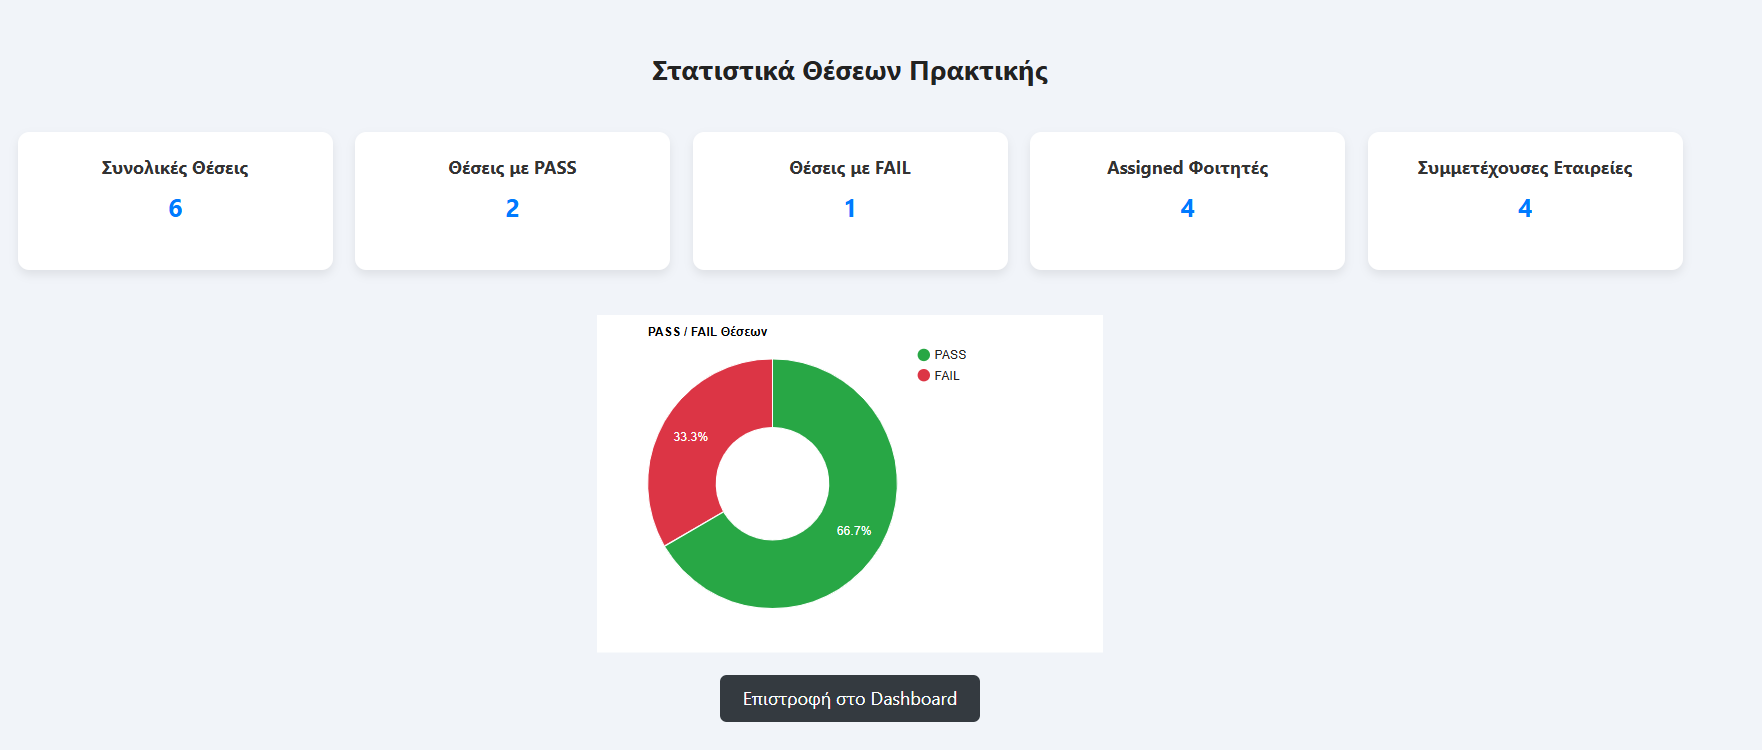 Στατιστικά Θέσεων Πρακτικής
Συνολικές Θέσεις
6
Θέσεις με PASS
2
Θέσεις με FAIL
1
Assigned Φοιτητές
4
Συμμετέχουσες Εταιρείες
4
PASS / FAIL Θέσεων
PASS
FAIL
33.3%
66.7%
Επιστροφή στο Dashboard